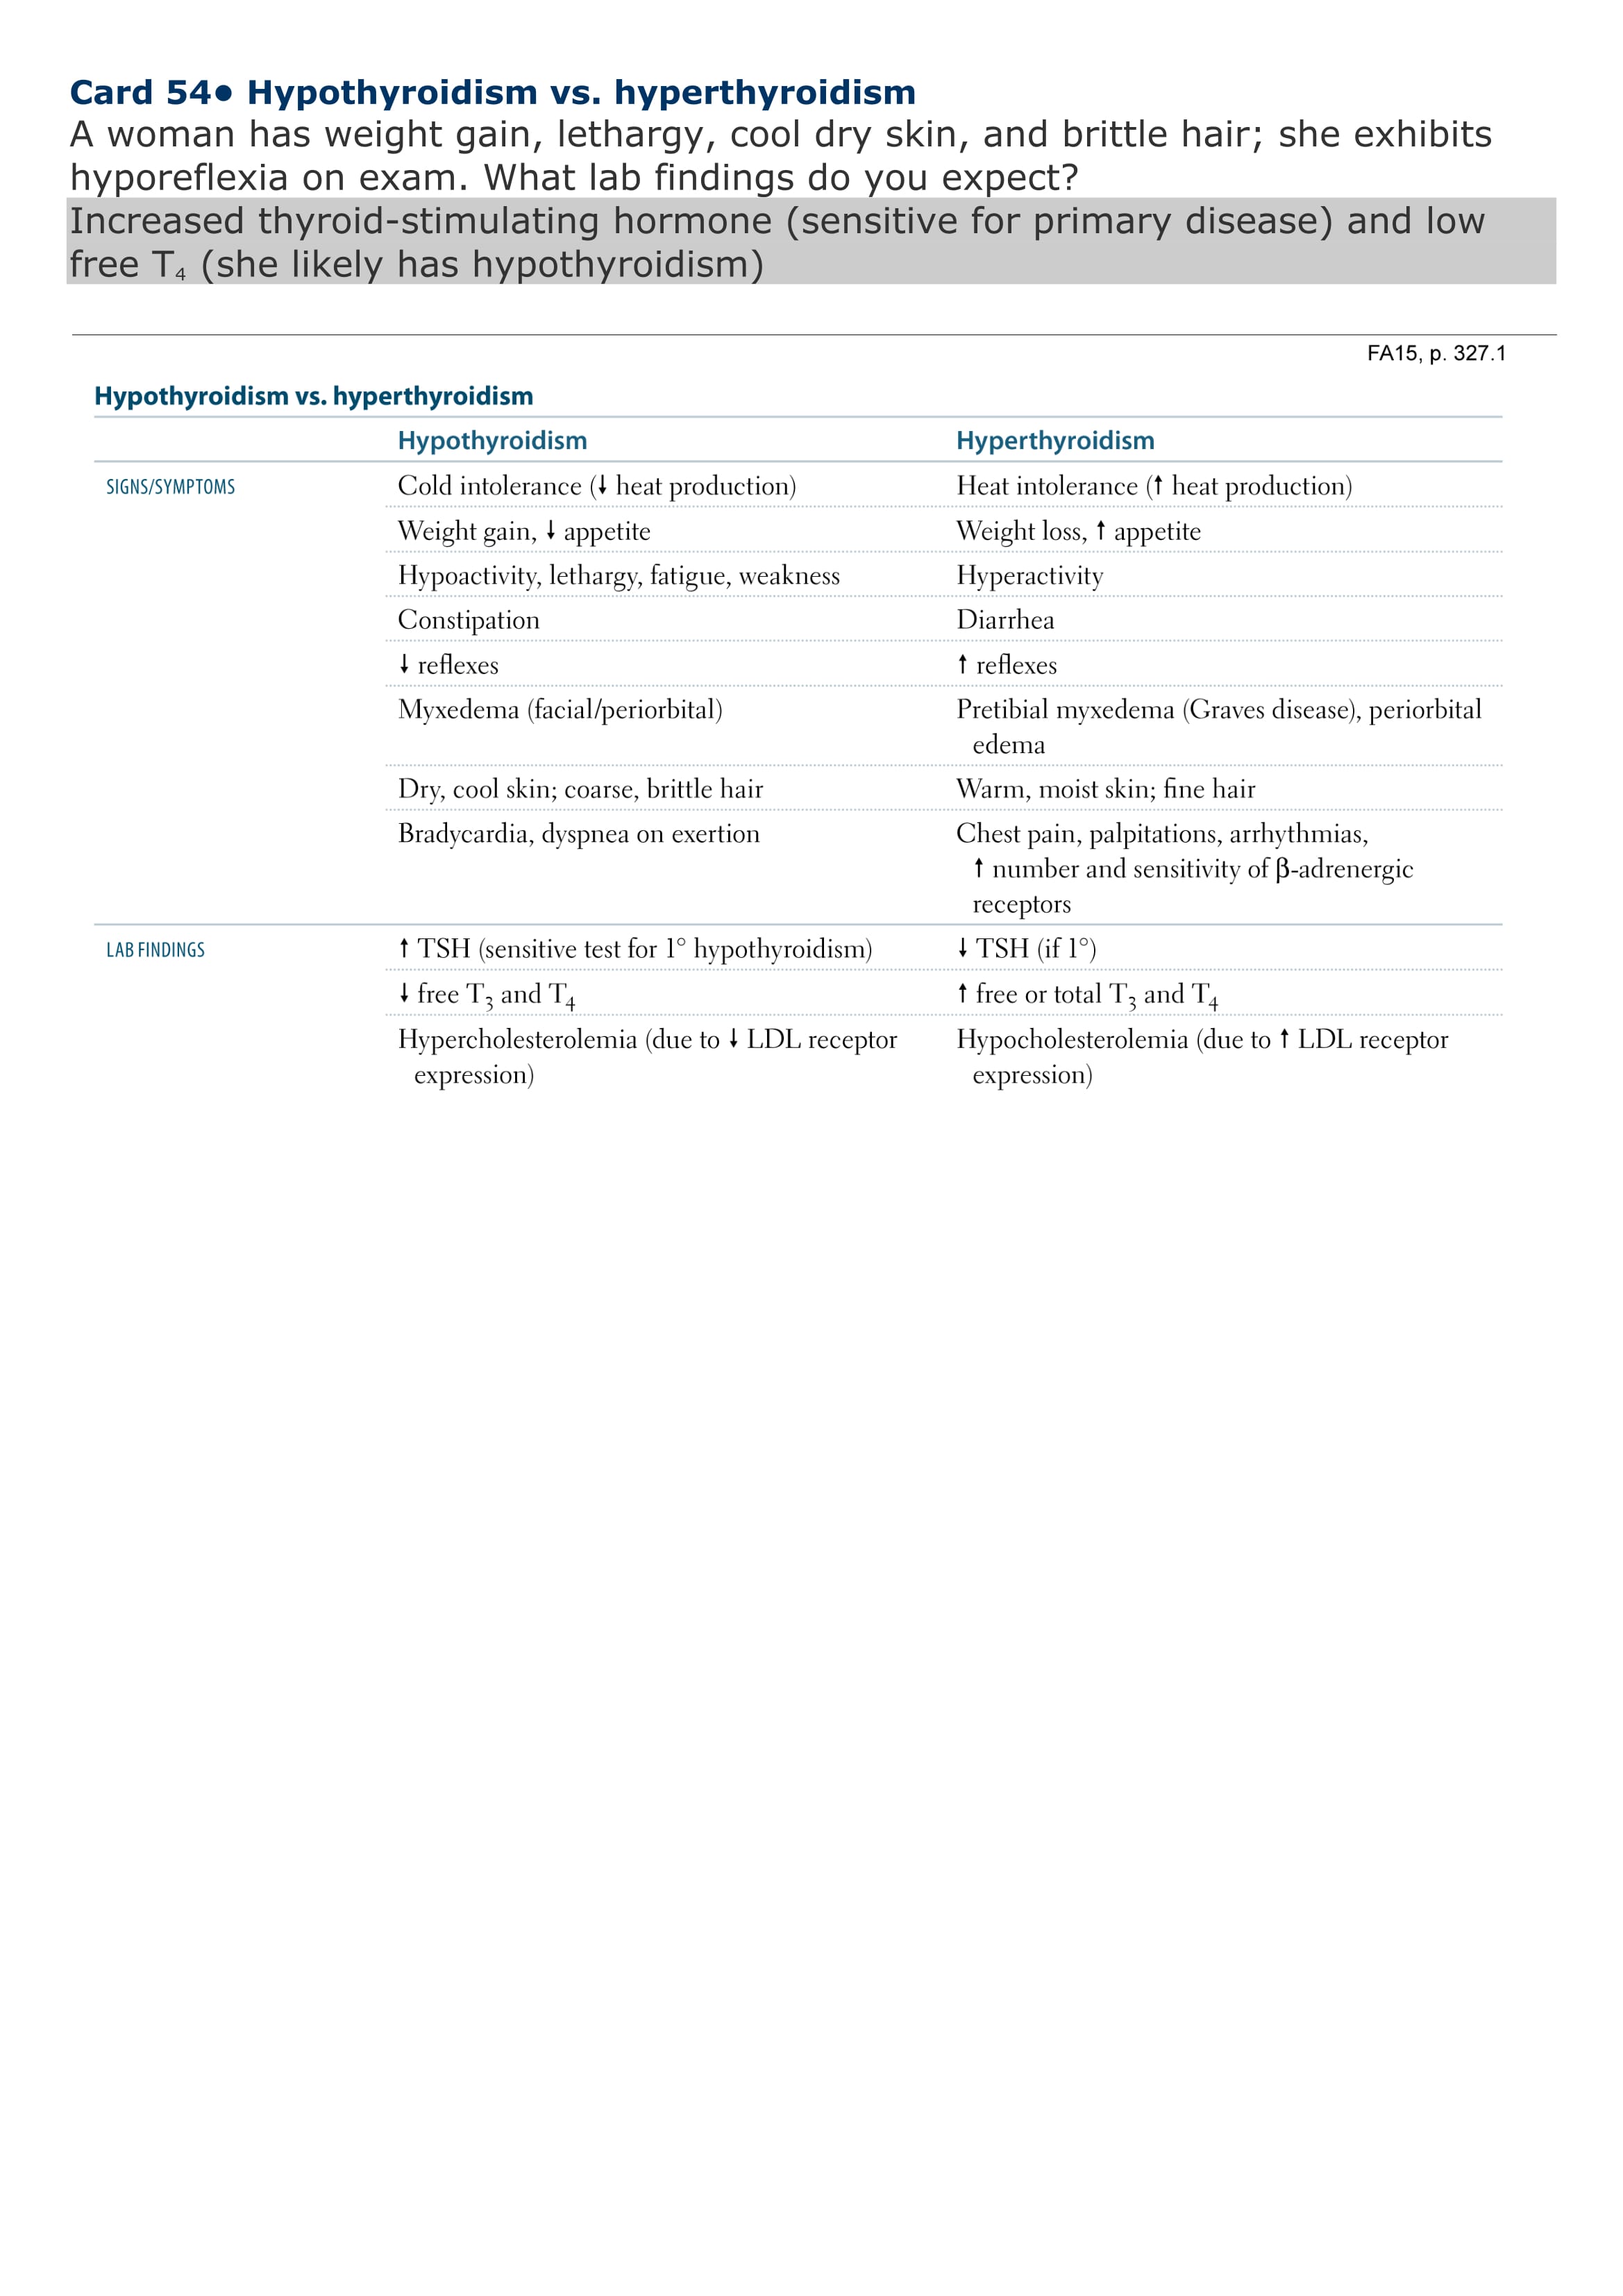 Card 54● Hypothyroidism vs. hyperthyroidism
A woman has weight gain, lethargy, cool dry skin, and brittle hair; she exhibits
hyporeflexia on exam. What lab findings do you expect?
Increased thyroid-stimulating hormone (sensitive for primary disease) and low
free T₄ (she likely has hypothyroidism)
FA15, p. 327.1
Hypothyroidism vs. hyperthyroidism
Hypothyroidism Hyperthyroidism
SIGNS/SYMPTOMS Cold intolerance (↓ heat production) Heat intolerance (↑ heat production)
Weight gain, ↓ appetite Weight loss, ↑ appetite
Hypoactivity, lethargy, fatigue, weakness Hyperactivity
Constipation Diarrhea
↓ reflexes ↑ reflexes
Myxedema (facial/periorbital) Pretibial myxedema (Graves disease), periorbital
edema
Dry, cool skin; coarse, brittle hair Warm, moist skin; fine hair
Bradycardia, dyspnea on exertion Chest pain, palpitations, arrhythmias,
↑ number and sensitivity of β-adrenergic
receptors
LAB FINDINGS ↑ TSH (sensitive test for 1° hypothyroidism) ↓ TSH (if 1°)
↓ free T₃ and T₄ ↑ free or total T₃ and T₄
Hypercholesterolemia (due to ↓ LDL receptor Hypocholesterolemia (due to ↑ LDL receptor
expression) expression)